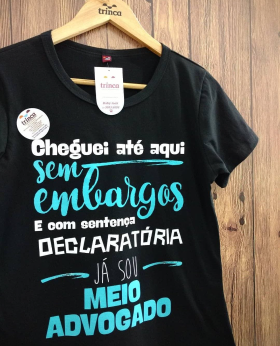 trinca
trinca
trinca
Cheguei até aqui
sem
embargos
E com sentença
DECLARATÓRIA
JÁ SOU
MEIO
ADVOGADO